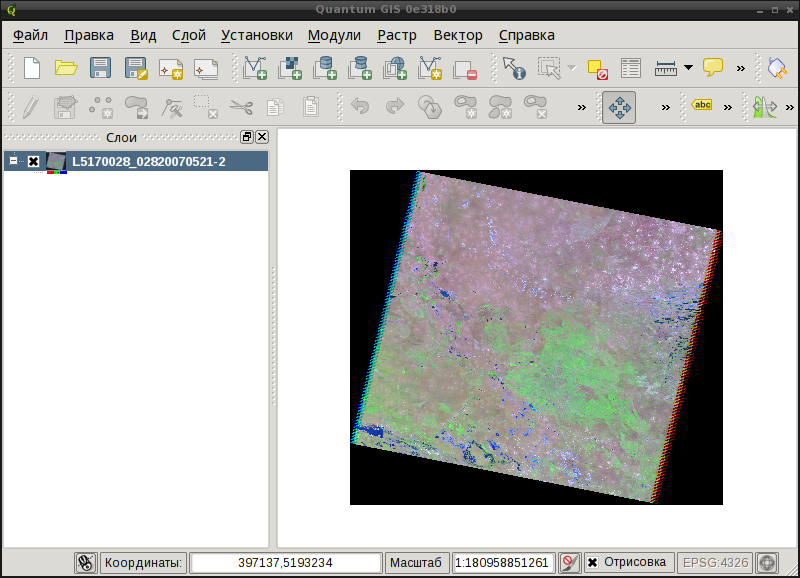 Quantum GIS 0e318b0
Файл Правка Вид Слой Установки Модули Растр Вектор Справка
»
» » abc » »
Слои
L5170028_02820070521-2
Координаты: 397137,5193234 Масштаб 1:180958851261 Отрисовка EPSG:4326